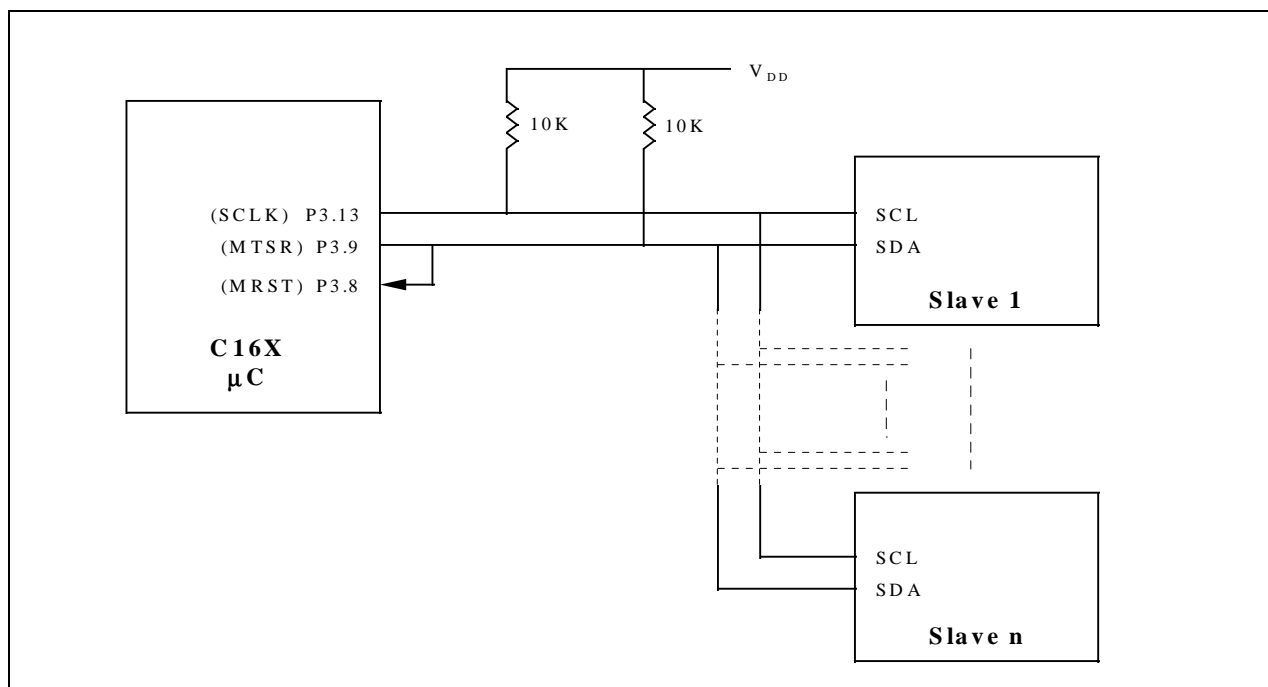 V_DD
10K
10K
(SCLK) P3.13
(MTSR) P3.9
(MRST) P3.8
C16X
µC
SCL
SDA
Slave 1
SCL
SDA
Slave n